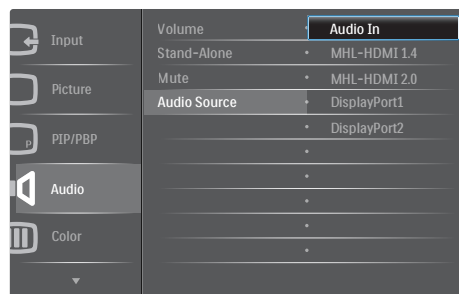 Input
Picture
P
PIP/PBP
Audio
Color
Volume
Stand-Alone
Mute
Audio Source
Audio In
MHL-HDMI 1.4
MHL-HDMI 2.0
DisplayPort1
DisplayPort2